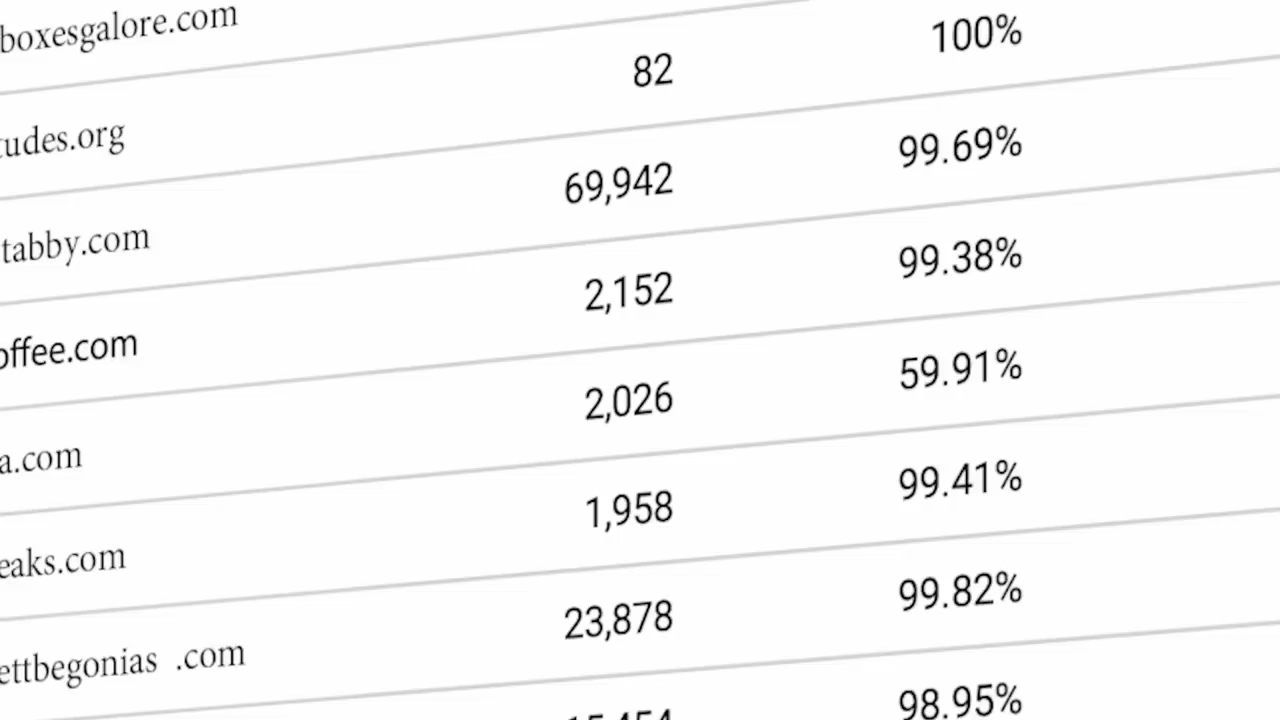 boxesgalore.com
tudes.org 82 100%
tabby.com 69,942 99.69%
offee.com 2,152 99.38%
a.com 2,026 59.91%
eaks.com 1,958 99.41%
ettbegonias .com 23,878 99.82%
98.95%